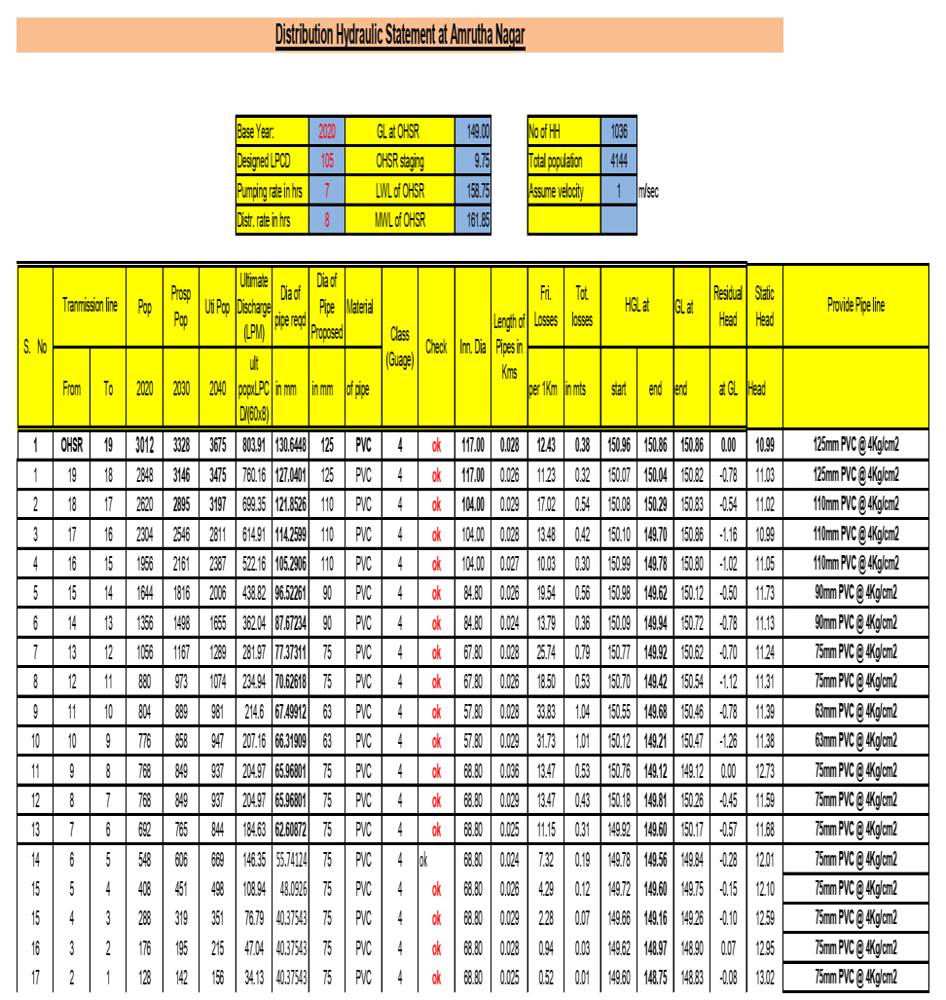 Distribution Hydraulic Statement at Amrutha Nagar
Base Year: 2020 GL at OHSR 149.00 No of HH 1036
Designed LPCD 105 OHSR staging 9.75 Total population 4144
Pumping rate in hrs 7 LWL of OHSR 158.75 Assume velocity 1 m/sec
Distr. rate in hrs 8 MWL of OHSR 161.85
S. No Tranmission line Pop Prosp Pop Uti Pop Ultimate Discharge (LPM) Dia of pipe reqd Dia of Pipe Proposed Material Class (Guage) Check Inn. Dia Length of Pipes in Kms Fri. Losses Tot. losses HGL at GL at Residual Head Static Head Provide Pipe line
From To 2020 2030 2040 ult popxLPC D/(60x8) in mm in mm of pipe per 1Km in mts start end end at GL Head
1 OHSR 19 3012 3328 3675 803.91 130.6448 125 PVC 4 ok 117.00 0.028 12.43 0.38 150.96 150.86 150.86 0.00 10.99 125mm PVC @ 4Kg/cm2
1 19 18 2848 3146 3475 760.16 127.0401 125 PVC 4 ok 117.00 0.026 11.23 0.32 150.07 150.04 150.82 -0.78 11.03 125mm PVC @ 4Kg/cm2
2 18 17 2620 2895 3197 699.35 121.8526 110 PVC 4 ok 104.00 0.029 17.02 0.54 150.08 150.29 150.83 -0.54 11.02 110mm PVC @ 4Kg/cm2
3 17 16 2304 2546 2811 614.91 114.2599 110 PVC 4 ok 104.00 0.028 13.48 0.42 150.10 149.70 150.86 -1.16 10.99 110mm PVC @ 4Kg/cm2
4 16 15 1956 2161 2387 522.16 105.2906 110 PVC 4 ok 104.00 0.027 10.03 0.30 150.99 149.78 150.80 -1.02 11.05 110mm PVC @ 4Kg/cm2
5 15 14 1644 1816 2006 438.82 96.52261 90 PVC 4 ok 84.80 0.026 19.54 0.56 150.98 149.62 150.12 -0.50 11.73 90mm PVC @ 4Kg/cm2
6 14 13 1356 1498 1655 362.04 87.67234 90 PVC 4 ok 84.80 0.024 13.79 0.36 150.09 149.94 150.72 -0.78 11.13 90mm PVC @ 4Kg/cm2
7 13 12 1056 1167 1289 281.97 77.37311 75 PVC 4 ok 67.80 0.028 25.74 0.79 150.77 149.92 150.62 -0.70 11.24 75mm PVC @ 4Kg/cm2
8 12 11 880 973 1074 234.94 70.62618 75 PVC 4 ok 67.80 0.026 18.50 0.53 150.70 149.42 150.54 -1.12 11.31 75mm PVC @ 4Kg/cm2
9 11 10 804 889 981 214.6 67.49912 63 PVC 4 ok 57.80 0.028 33.83 1.04 150.55 149.68 150.46 -0.78 11.39 63mm PVC @ 4Kg/cm2
10 10 9 776 858 947 207.16 66.31909 63 PVC 4 ok 57.80 0.029 31.73 1.01 150.12 149.21 150.47 -1.26 11.38 63mm PVC @ 4Kg/cm2
11 9 8 768 849 937 204.97 65.96801 75 PVC 4 ok 68.80 0.036 13.47 0.53 150.76 149.12 149.12 0.00 12.73 75mm PVC @ 4Kg/cm2
12 8 7 768 849 937 204.97 65.96801 75 PVC 4 ok 68.80 0.029 13.47 0.43 150.18 149.81 150.26 -0.45 11.59 75mm PVC @ 4Kg/cm2
13 7 6 692 765 844 184.63 62.60872 75 PVC 4 ok 68.80 0.025 11.15 0.31 149.92 149.60 150.17 -0.57 11.68 75mm PVC @ 4Kg/cm2
14 6 5 548 606 669 146.35 55.74124 75 PVC 4 ok 68.80 0.024 7.32 0.19 149.78 149.56 149.84 -0.28 12.01 75mm PVC @ 4Kg/cm2
15 5 4 408 451 498 108.94 48.0926 75 PVC 4 ok 68.80 0.026 4.29 0.12 149.72 149.60 149.75 -0.15 12.10 75mm PVC @ 4Kg/cm2
15 4 3 288 319 351 76.79 40.37543 75 PVC 4 ok 68.80 0.029 2.28 0.07 149.66 149.16 149.26 -0.10 12.59 75mm PVC @ 4Kg/cm2
16 3 2 176 195 215 47.04 40.37543 75 PVC 4 ok 68.80 0.028 0.94 0.03 149.62 148.97 148.90 0.07 12.95 75mm PVC @ 4Kg/cm2
17 2 1 128 142 156 34.13 40.37543 75 PVC 4 ok 68.80 0.025 0.52 0.01 149.60 148.75 148.83 -0.08 13.02 75mm PVC @ 4Kg/cm2